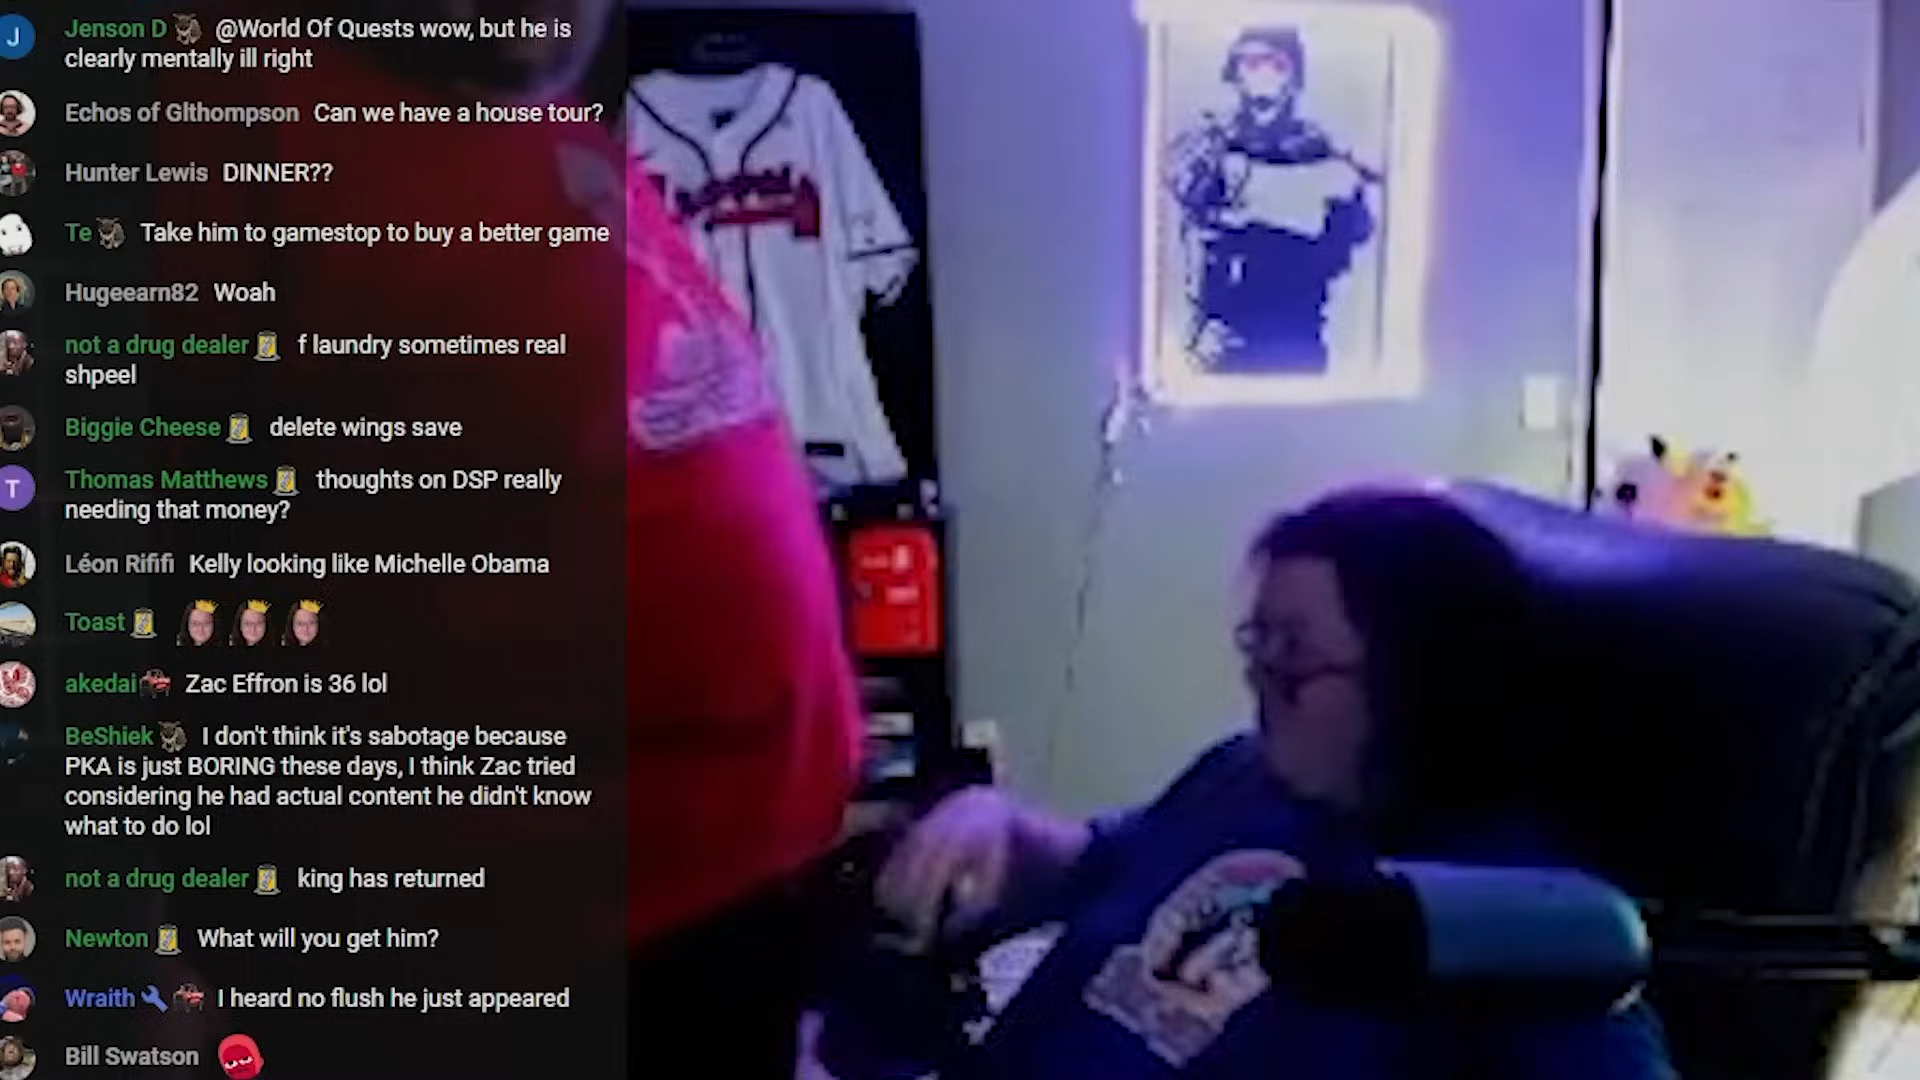 J
Jenson D @World Of Quests wow, but he is
clearly mentally ill right
Echos of Glthompson Can we have a house tour?
Hunter Lewis DINNER??
Te Take him to gamestop to buy a better game
Hugeearn82 Woah
not a drug dealer f laundry sometimes real
shpeel
Biggie Cheese delete wings save
T
Thomas Matthews thoughts on DSP really
needing that money?
Léon Rififi Kelly looking like Michelle Obama
Toast
akedai Zac Effron is 36 lol
BeShiek I don't think it's sabotage because
PKA is just BORING these days, I think Zac tried
considering he had actual content he didn't know
what to do lol
not a drug dealer king has returned
Newton What will you get him?
Wraith I heard no flush he just appeared
Bill Swatson